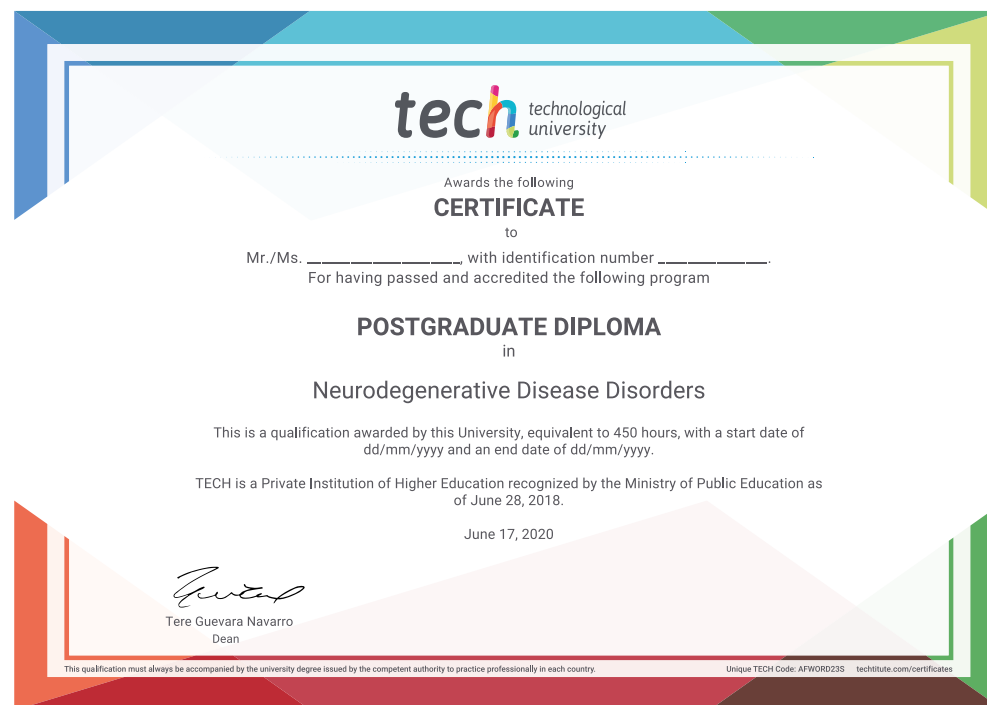 tech technological
university
Awards the following
CERTIFICATE
to
Mr./Ms. ____________________, with identification number ______________.
For having passed and accredited the following program
POSTGRADUATE DIPLOMA
in
Neurodegenerative Disease Disorders
This is a qualification awarded by this University, equivalent to 450 hours, with a start date of
dd/mm/yyyy and an end date of dd/mm/yyyy.
TECH is a Private Institution of Higher Education recognized by the Ministry of Public Education as
of June 28, 2018.
June 17, 2020
Tere Guevara Navarro
Dean
This qualification must always be accompanied by the university degree issued by the competent authority to practice professionally in each country.
Unique TECH Code: AFWORD23S techtitute.com/certificates